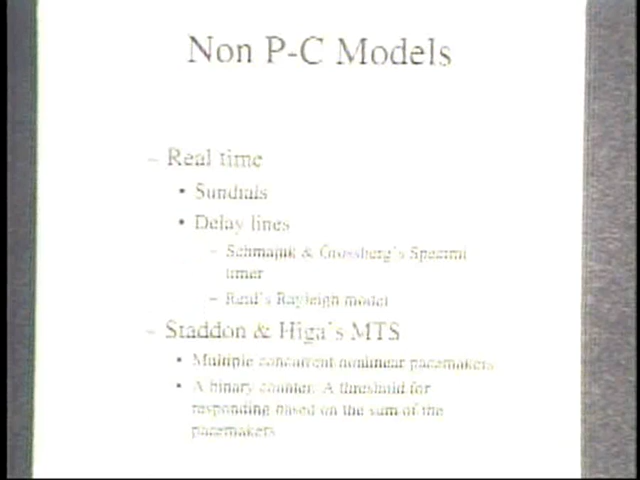 Non P-C Models
– Real time
• Sundials
• Delay lines
– Schmajuk & Grossberg's Spectral
timer
– Reid's Rayleigh model
– Staddon & Higa's MTS
• Multiple concurrent nonlinear pacemakers
• A binary counter. A threshold for
responding based on the sum of the
pacemakers